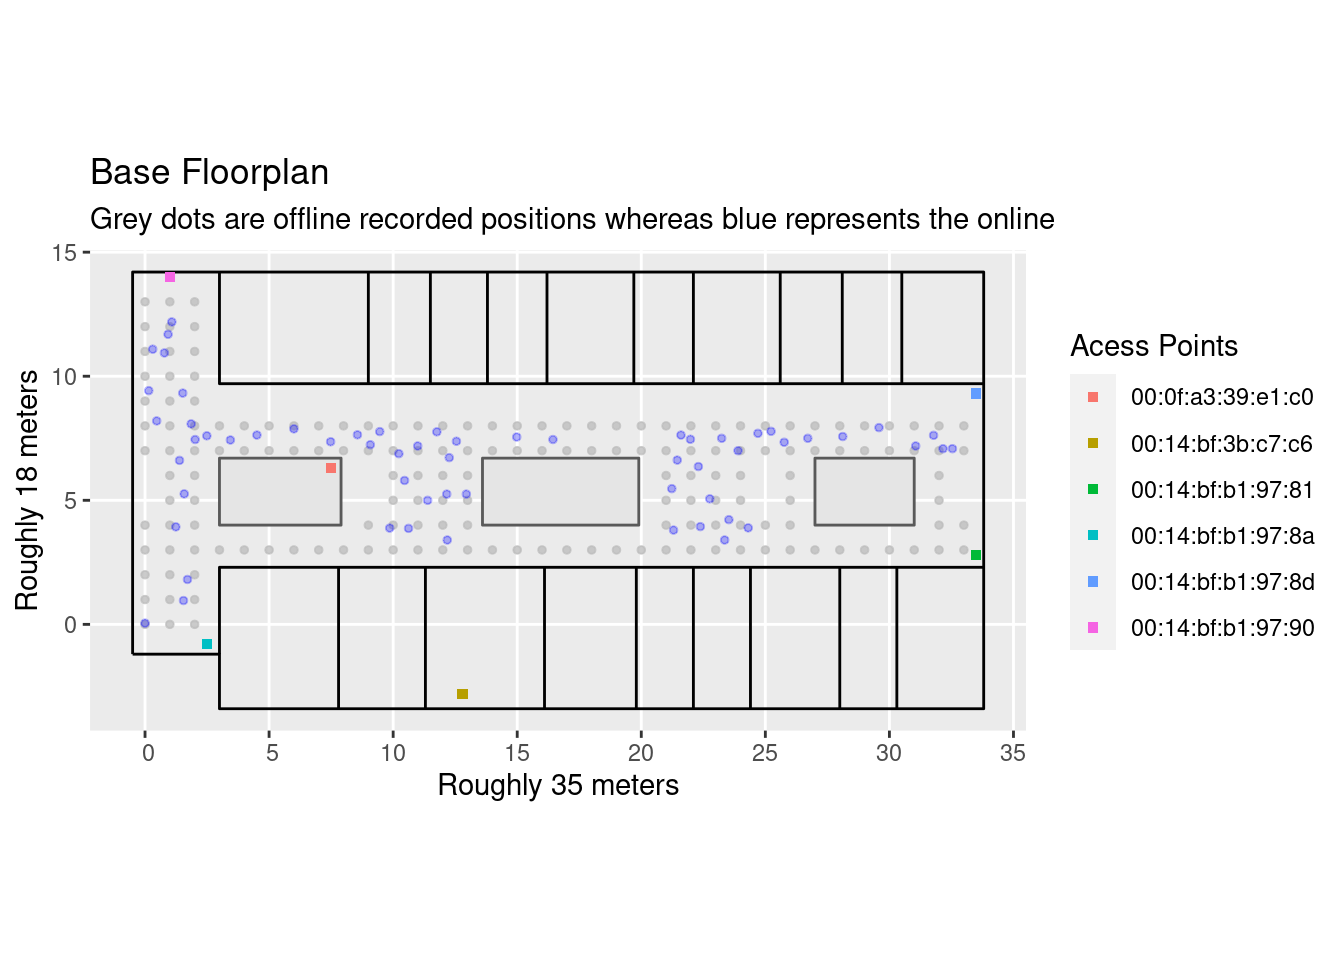 Base Floorplan
Grey dots are offline recorded positions whereas blue represents the online
15
10
5
0
Roughly 18 meters
0 5 10 15 20 25 30 35
Roughly 35 meters
Acess Points
00:0f:a3:39:e1:c0
00:14:bf:3b:c7:c6
00:14:bf:b1:97:81
00:14:bf:b1:97:8a
00:14:bf:b1:97:8d
00:14:bf:b1:97:90